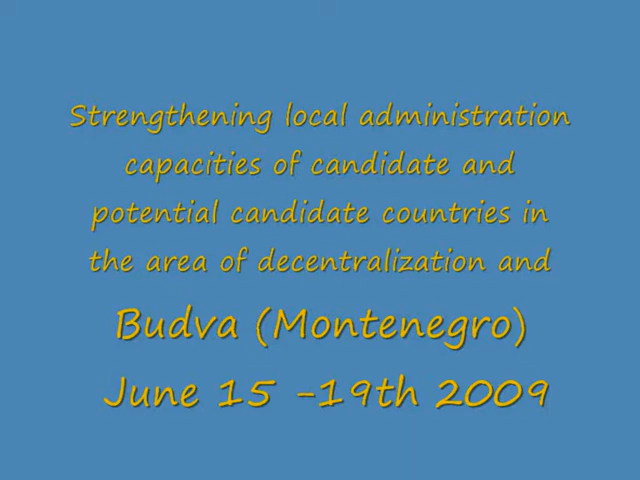 Strengthening local administration
capacities of candidate and
potential candidate countries in
the area of decentralization and
Budva (Montenegro)
June 15 -19th 2009